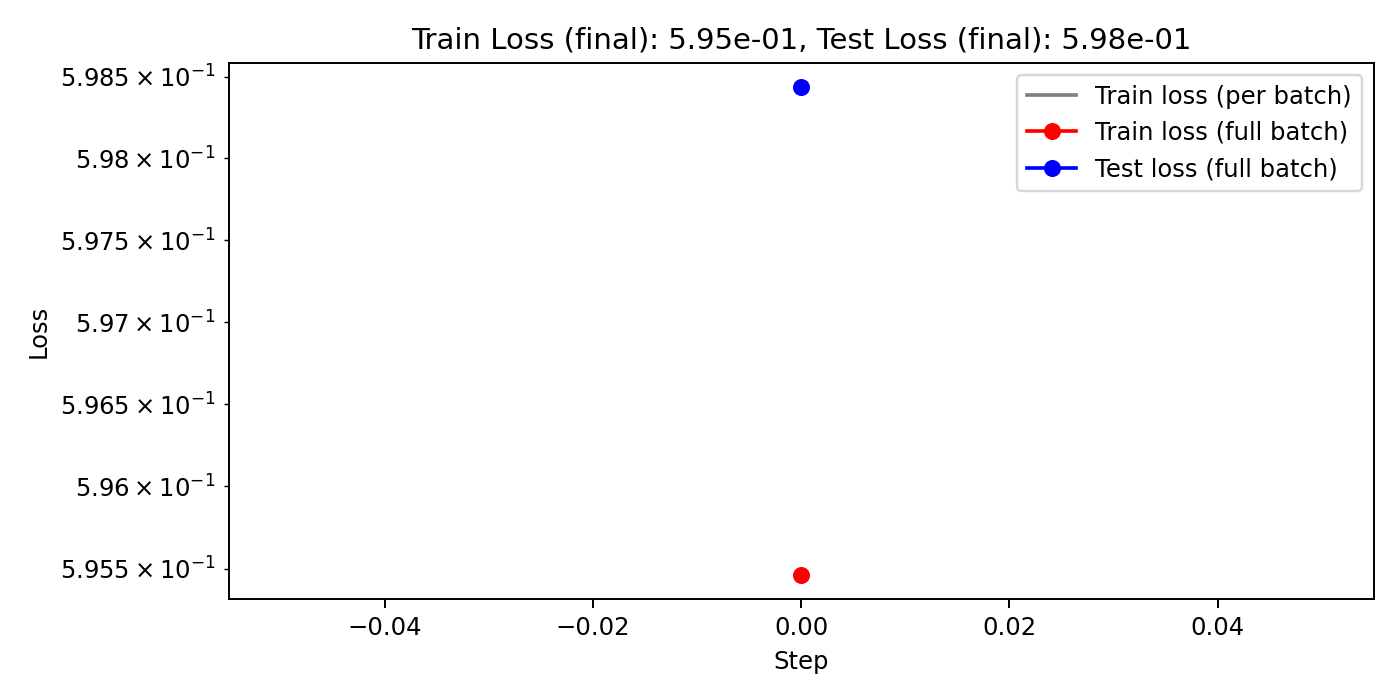 Train Loss (final): 5.95e-01, Test Loss (final): 5.98e-01
5.985 × 10⁻¹
5.98 × 10⁻¹
5.975 × 10⁻¹
5.97 × 10⁻¹
5.965 × 10⁻¹
5.96 × 10⁻¹
5.955 × 10⁻¹
Loss
Train loss (per batch)
Train loss (full batch)
Test loss (full batch)
−0.04 −0.02 0.00 0.02 0.04
Step